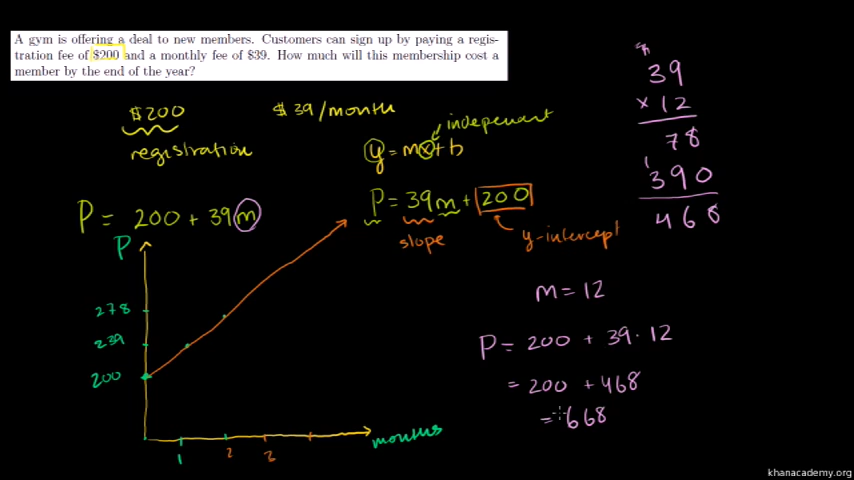 A gym is offering a deal to new members. Customers can sign up by paying a regis-
tration fee of $200 and a monthly fee of $39. How much will this membership cost a
member by the end of the year?
$200
registration
$39/month
independent
y = mx + b
P = 200 + 39m
P = 39m + 200
slope
y-intercept
P
278
239
200
1
2
3
months
39
× 12
78
390
468
m = 12
P = 200 + 39 · 12
= 200 + 468
= 668
khanacademy.org